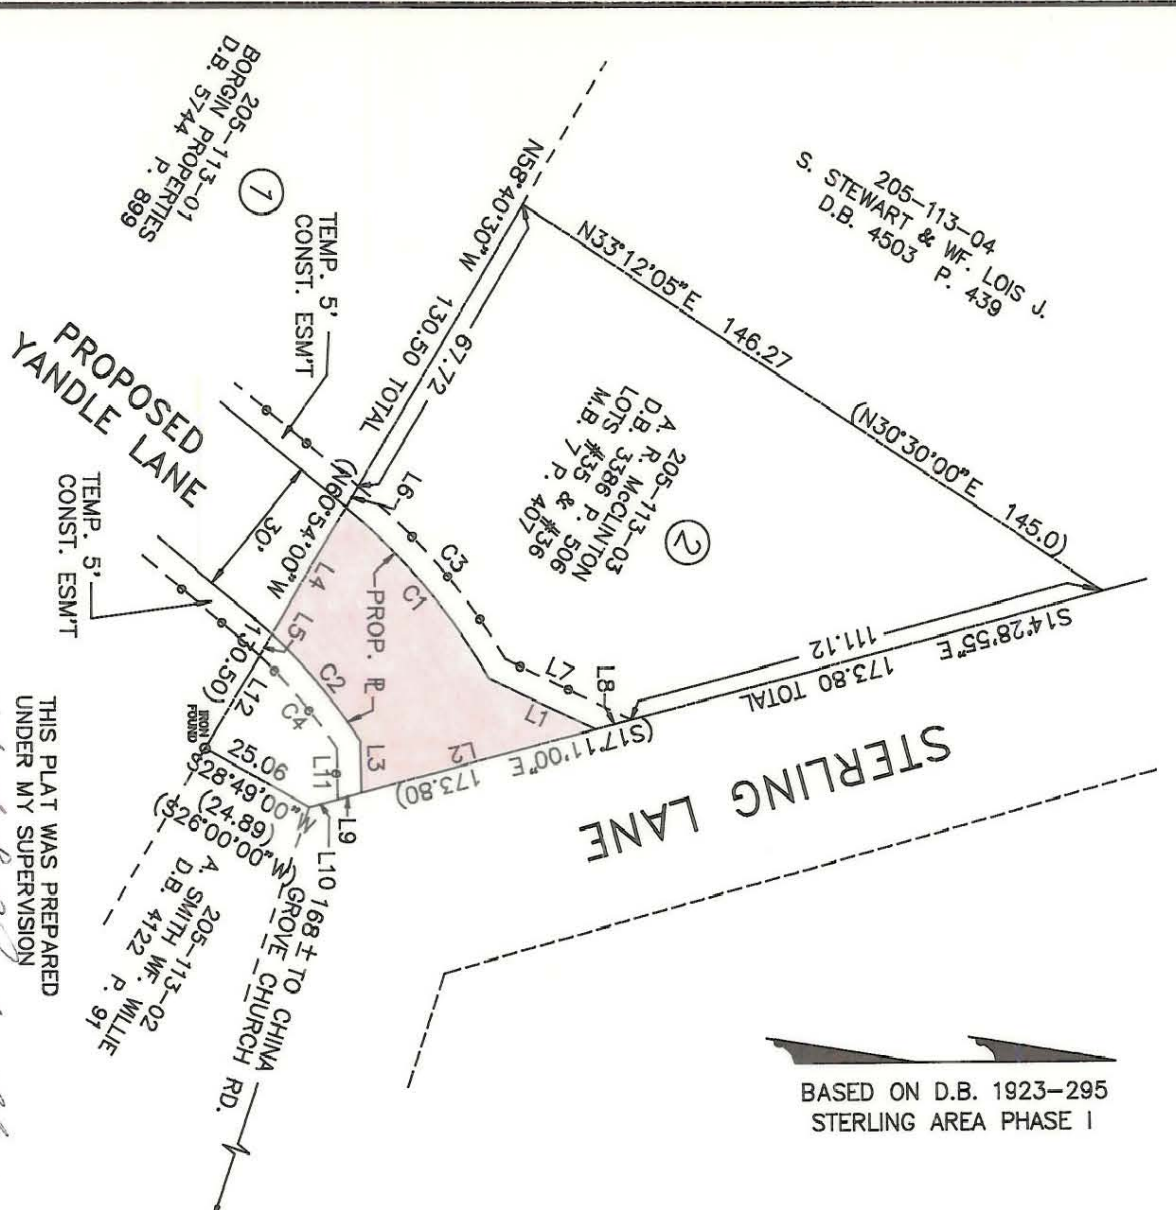 205-113-01
BORGIN PROPERTIES
D.B. 5744 P. 899
1
TEMP. 5'
CONST. ESM'T
PROPOSED
YANDLE LANE
TEMP. 5'
CONST. ESM'T
30'
205-113-04
S. STEWART & WF. LOIS J.
D.B. 4503 P. 439
N58°40'30"W 130.50 TOTAL
67.72
N33°12'05"E 146.27
(N30°30'00"E 145.0)
2
205-113-03
A. R. McCLINTON
D.B. 3386 P. 506
LOTS #35 & #36
M.B. 7 P. 407
(N60°54'00"W 130.50)
L6
C3
C1
L7
L8
L1
L4
L5
PROP. PL
C2
L3
L2
L12
C4
L11
L9
L10
111.12
S14°28'55"E 173.80 TOTAL
(S17°11'00"E 173.80)
STERLING LANE
IRON
FOUND
25.06
S28°49'00"W
(24.89)
(S26°00'00"W)
168± TO CHINA
GROVE CHURCH RD.
205-113-02
A. SMITH WF. WILLIE
D.B. 4122 P. 91
THIS PLAT WAS PREPARED
UNDER MY SUPERVISION
BASED ON D.B. 1923-295
STERLING AREA PHASE I